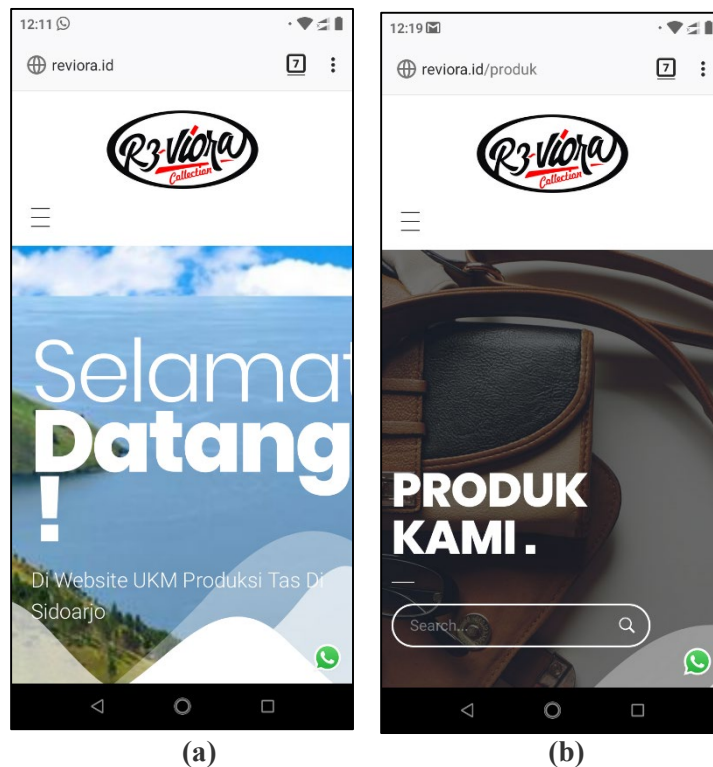 12:11
reviora.id
7
R3-Viora
Collection
Selamat
Datang
!
Di Website UKM Produksi Tas Di
Sidoarjo
(a)
12:19
reviora.id/produk
7
R3-Viora
Collection
PRODUK
KAMI.
Search...
(b)